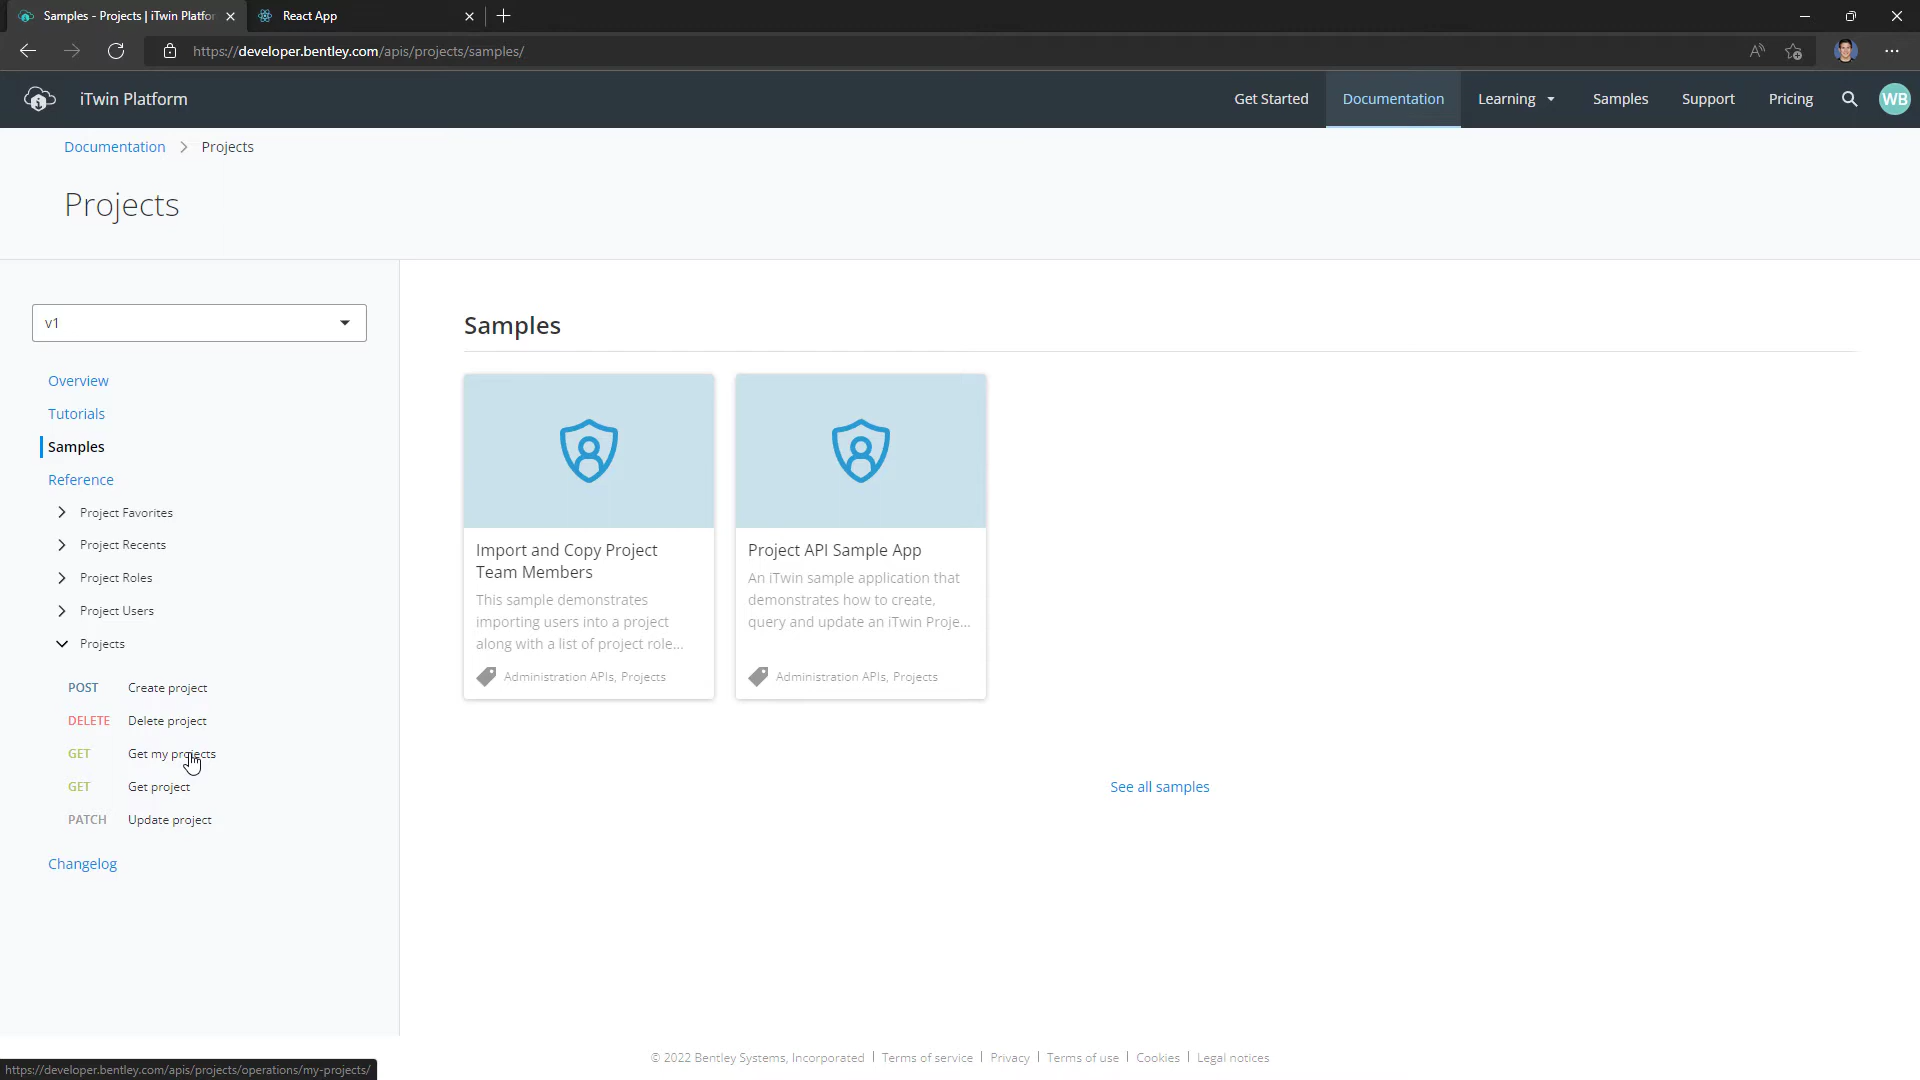 Samples - Projects | iTwin Platfor
React App
https://developer.bentley.com/apis/projects/samples/
iTwin Platform
Get Started
Documentation
Learning
Samples
Support
Pricing
WB
Documentation > Projects
Projects
v1
Overview
Tutorials
Samples
Reference
Project Favorites
Project Recents
Project Roles
Project Users
Projects
POST Create project
DELETE Delete project
GET Get my projects
GET Get project
PATCH Update project
Changelog
Samples
Import and Copy Project
Team Members
This sample demonstrates
importing users into a project
along with a list of project role...
Administration APIs, Projects
Project API Sample App
An iTwin sample application that
demonstrates how to create,
query and update an iTwin Proje...
Administration APIs, Projects
See all samples
© 2022 Bentley Systems, Incorporated | Terms of service | Privacy | Terms of use | Cookies | Legal notices
https://developer.bentley.com/apis/projects/operations/my-projects/